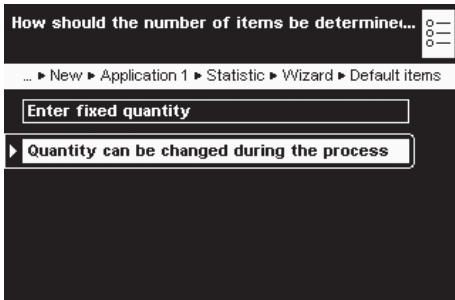 How should the number of items be determine...
... ▸ New ▸ Application 1 ▸ Statistic ▸ Wizard ▸ Default items
Enter fixed quantity
Quantity can be changed during the process